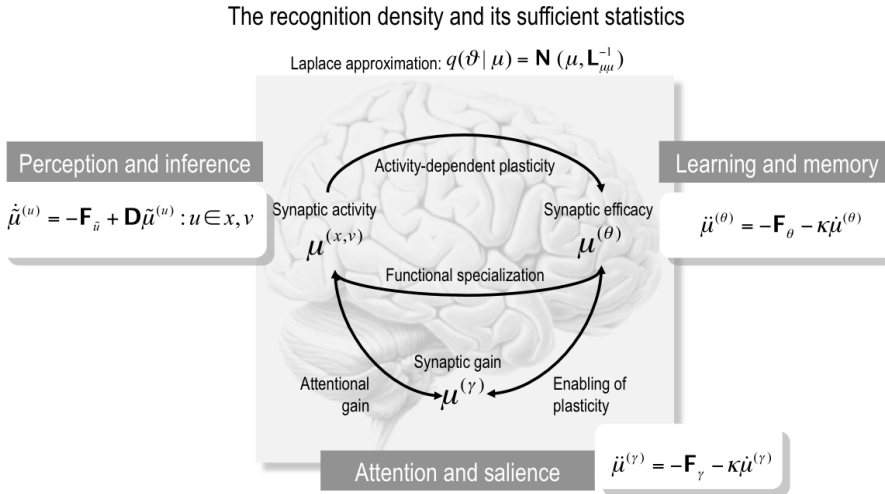 The recognition density and its sufficient statistics
Laplace approximation: q(ϑ | μ) = N (μ, L⁻¹_μμ)
Perception and inference
μ̃̇⁽ᵘ⁾ = −F_ũ + Dμ̃⁽ᵘ⁾ : u ∈ x, v
Activity-dependent plasticity
Learning and memory
μ̈^(θ) = −F_θ − κμ̇^(θ)
Synaptic activity
μ^(x,v)
Synaptic efficacy
μ^(θ)
Functional specialization
Synaptic gain
μ^(γ)
Attentional
gain
Enabling of
plasticity
Attention and salience
μ̈^(γ) = −F_γ − κμ̇^(γ)